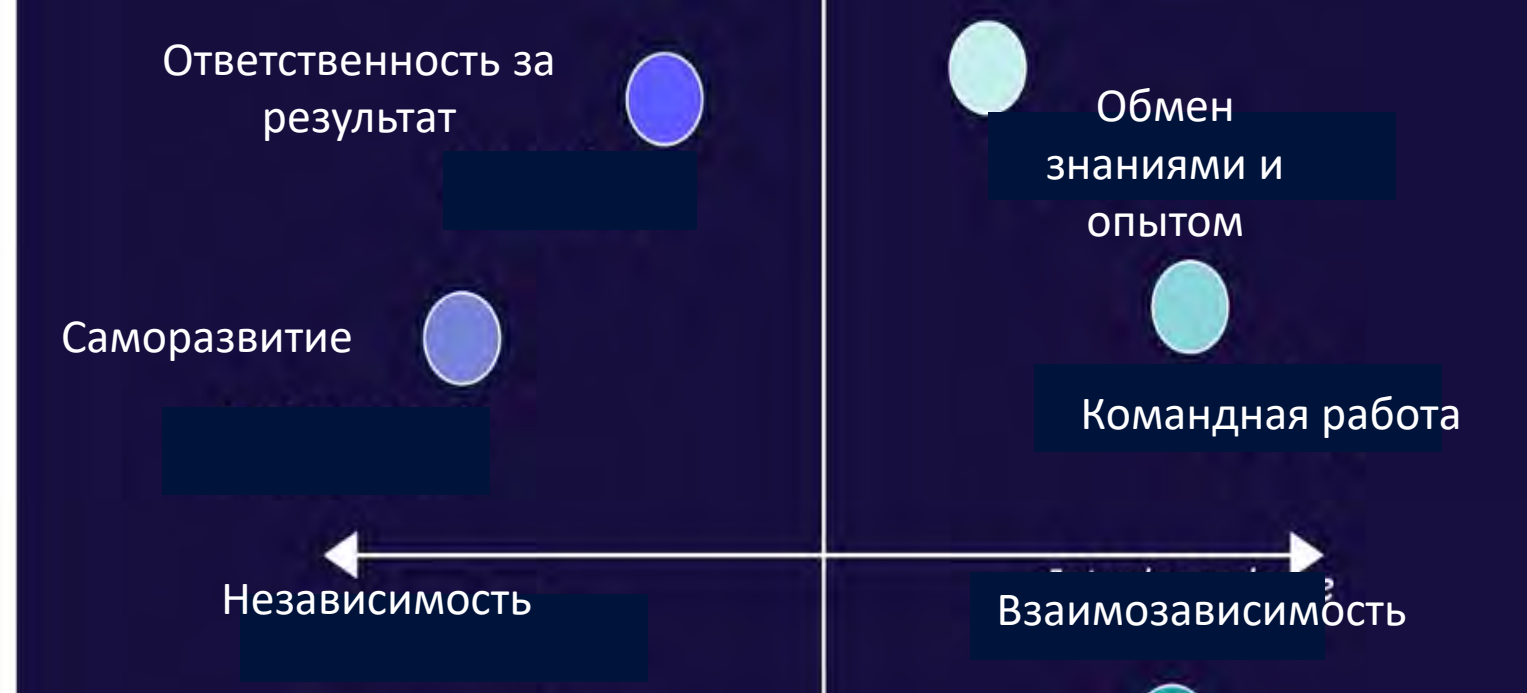 Ответственность за
результат
Обмен
знаниями и
опытом
Саморазвитие
Командная работа
Независимость
Взаимозависимость